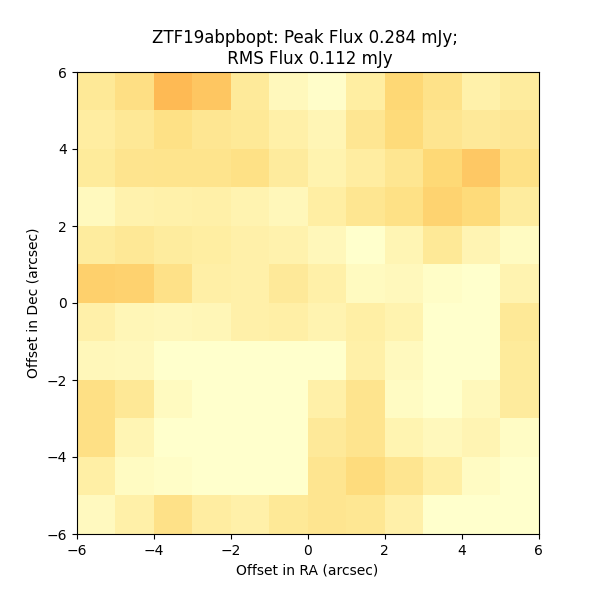 ZTF19abpbopt: Peak Flux 0.284 mJy;
RMS Flux 0.112 mJy
6
4
2
0
−2
−4
−6
Offset in Dec (arcsec)
−6 −4 −2 0 2 4 6
Offset in RA (arcsec)